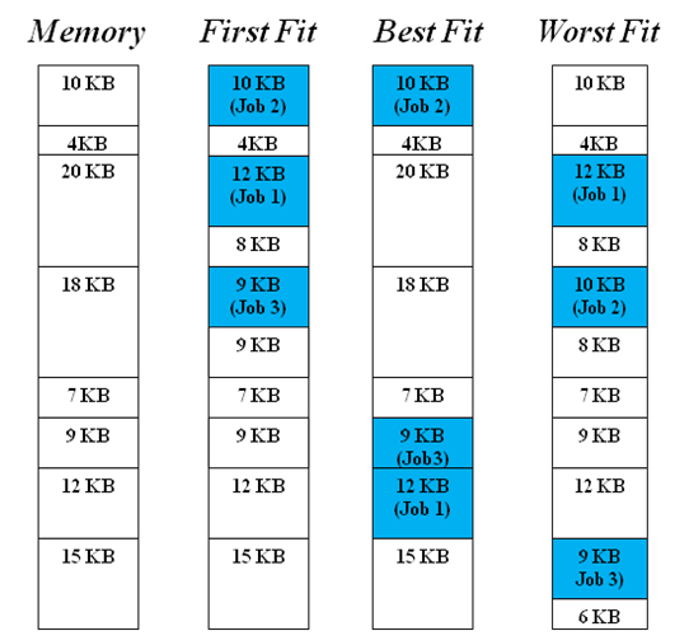 Memory
10 KB
4KB
20 KB
18 KB
7 KB
9 KB
12 KB
15 KB
First Fit
10 KB
(Job 2)
4KB
12 KB
(Job 1)
8 KB
9 KB
(Job 3)
9 KB
7 KB
9 KB
12 KB
15 KB
Best Fit
10 KB
(Job 2)
4KB
20 KB
18 KB
7 KB
9 KB
(Job3)
12 KB
(Job 1)
15 KB
Worst Fit
10 KB
4KB
12 KB
(Job 1)
8 KB
10 KB
(Job 2)
8 KB
7 KB
9 KB
12 KB
9 KB
Job 3)
6 KB